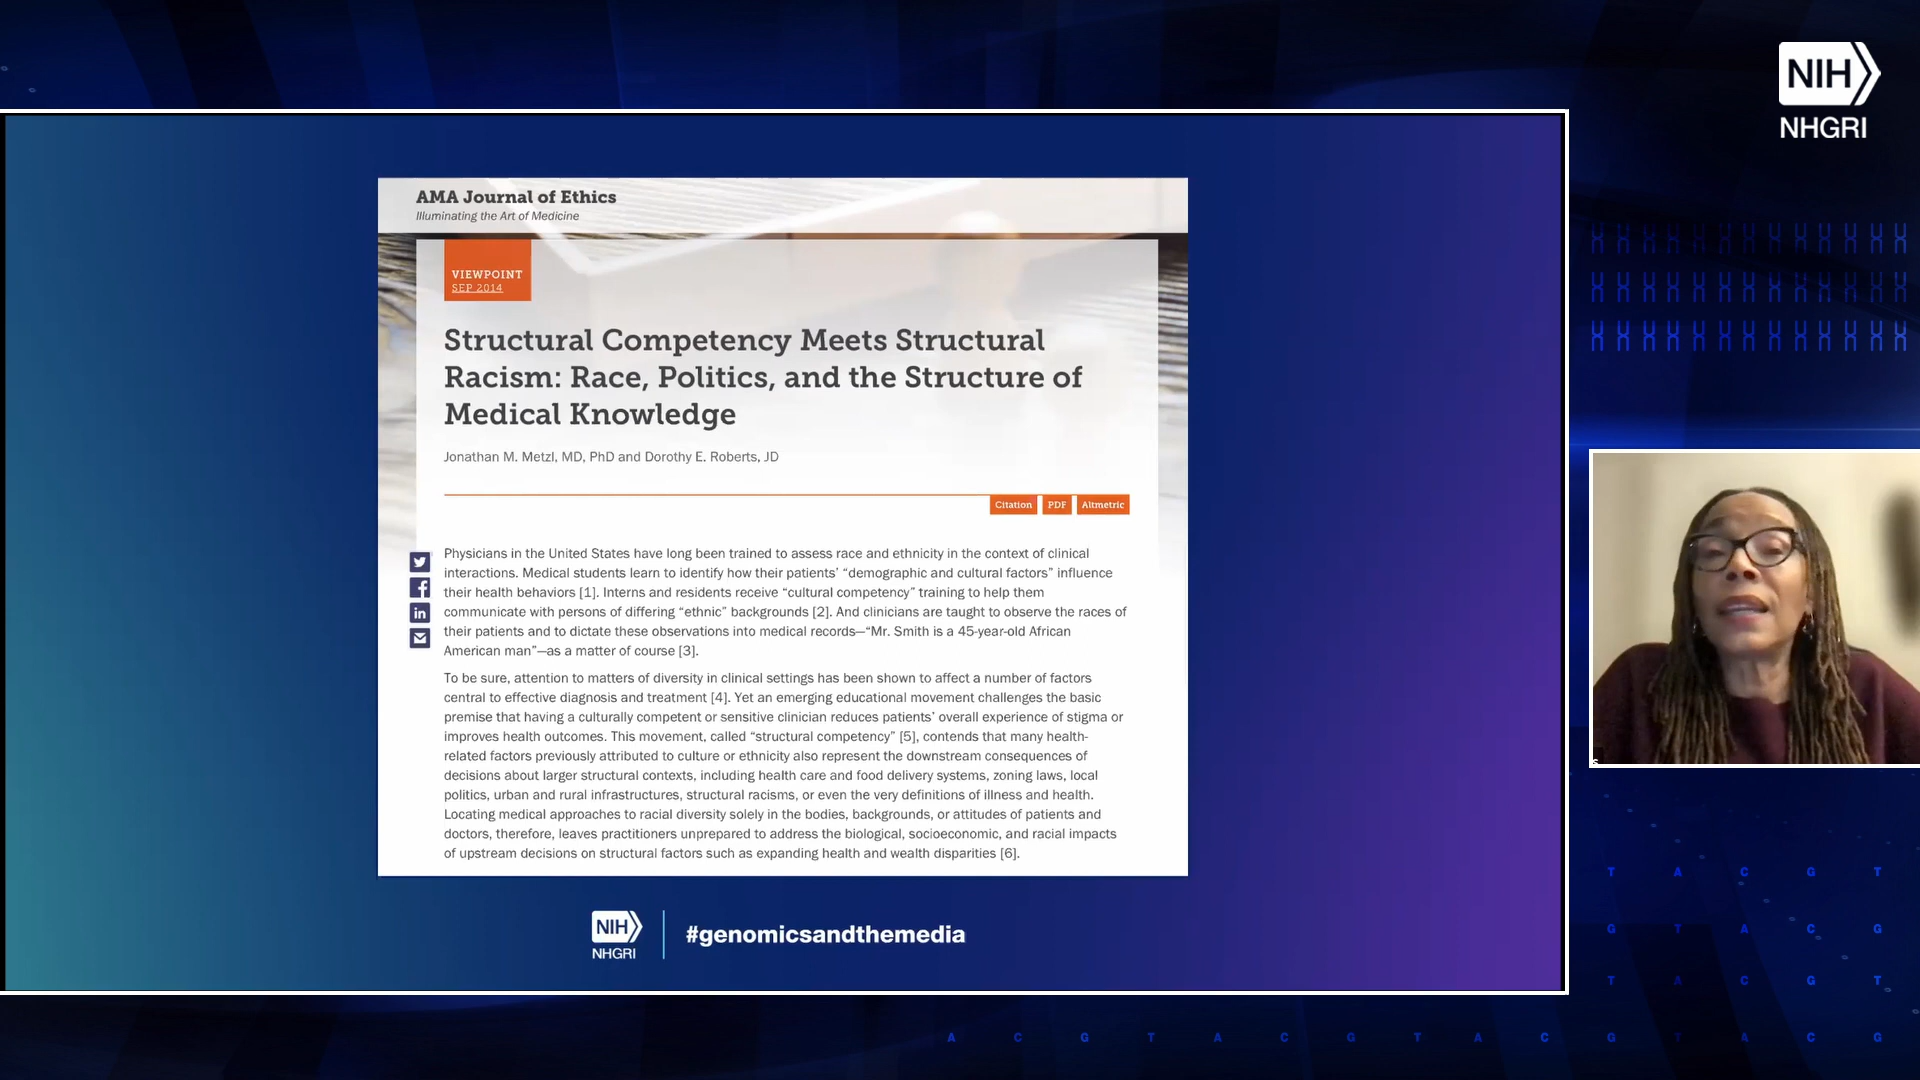 NIH
NHGRI
AMA Journal of Ethics
Illuminating the Art of Medicine
VIEWPOINT
SEP 2014
Structural Competency Meets Structural
Racism: Race, Politics, and the Structure of
Medical Knowledge
Jonathan M. Metzl, MD, PhD and Dorothy E. Roberts, JD
Citation PDF Altmetric
Physicians in the United States have long been trained to assess race and ethnicity in the context of clinical
interactions. Medical students learn to identify how their patients’ “demographic and cultural factors” influence
their health behaviors [1]. Interns and residents receive “cultural competency” training to help them
communicate with persons of differing “ethnic” backgrounds [2]. And clinicians are taught to observe the races of
their patients and to dictate these observations into medical records—“Mr. Smith is a 45-year-old African
American man”—as a matter of course [3].
To be sure, attention to matters of diversity in clinical settings has been shown to affect a number of factors
central to effective diagnosis and treatment [4]. Yet an emerging educational movement challenges the basic
premise that having a culturally competent or sensitive clinician reduces patients’ overall experience of stigma or
improves health outcomes. This movement, called “structural competency” [5], contends that many health-
related factors previously attributed to culture or ethnicity also represent the downstream consequences of
decisions about larger structural contexts, including health care and food delivery systems, zoning laws, local
politics, urban and rural infrastructures, structural racisms, or even the very definitions of illness and health.
Locating medical approaches to racial diversity solely in the bodies, backgrounds, or attitudes of patients and
doctors, therefore, leaves practitioners unprepared to address the biological, socioeconomic, and racial impacts
of upstream decisions on structural factors such as expanding health and wealth disparities [6].
NIH
NHGRI
#genomicsandthemedia
T A C G T
G T A C G
T A C G T
A C G T A C G T A C G T A C G